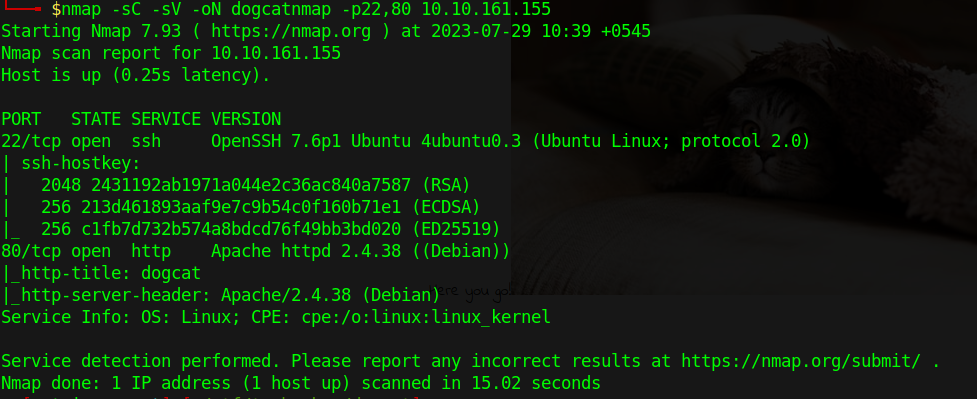 $nmap -sC -sV -oN dogcatnmap -p22,80 10.10.161.155
Starting Nmap 7.93 ( https://nmap.org ) at 2023-07-29 10:39 +0545
Nmap scan report for 10.10.161.155
Host is up (0.25s latency).
PORT   STATE SERVICE VERSION
22/tcp open  ssh     OpenSSH 7.6p1 Ubuntu 4ubuntu0.3 (Ubuntu Linux; protocol 2.0)
| ssh-hostkey:
|   2048 2431192ab1971a044e2c36ac840a7587 (RSA)
|   256 213d461893aaf9e7c9b54c0f160b71e1 (ECDSA)
|_  256 c1fb7d732b574a8bdcd76f49bb3bd020 (ED25519)
80/tcp open  http    Apache httpd 2.4.38 ((Debian))
|_http-title: dogcat
|_http-server-header: Apache/2.4.38 (Debian)
Here you go!
Service Info: OS: Linux; CPE: cpe:/o:linux:linux_kernel
Service detection performed. Please report any incorrect results at https://nmap.org/submit/ .
Nmap done: 1 IP address (1 host up) scanned in 15.02 seconds